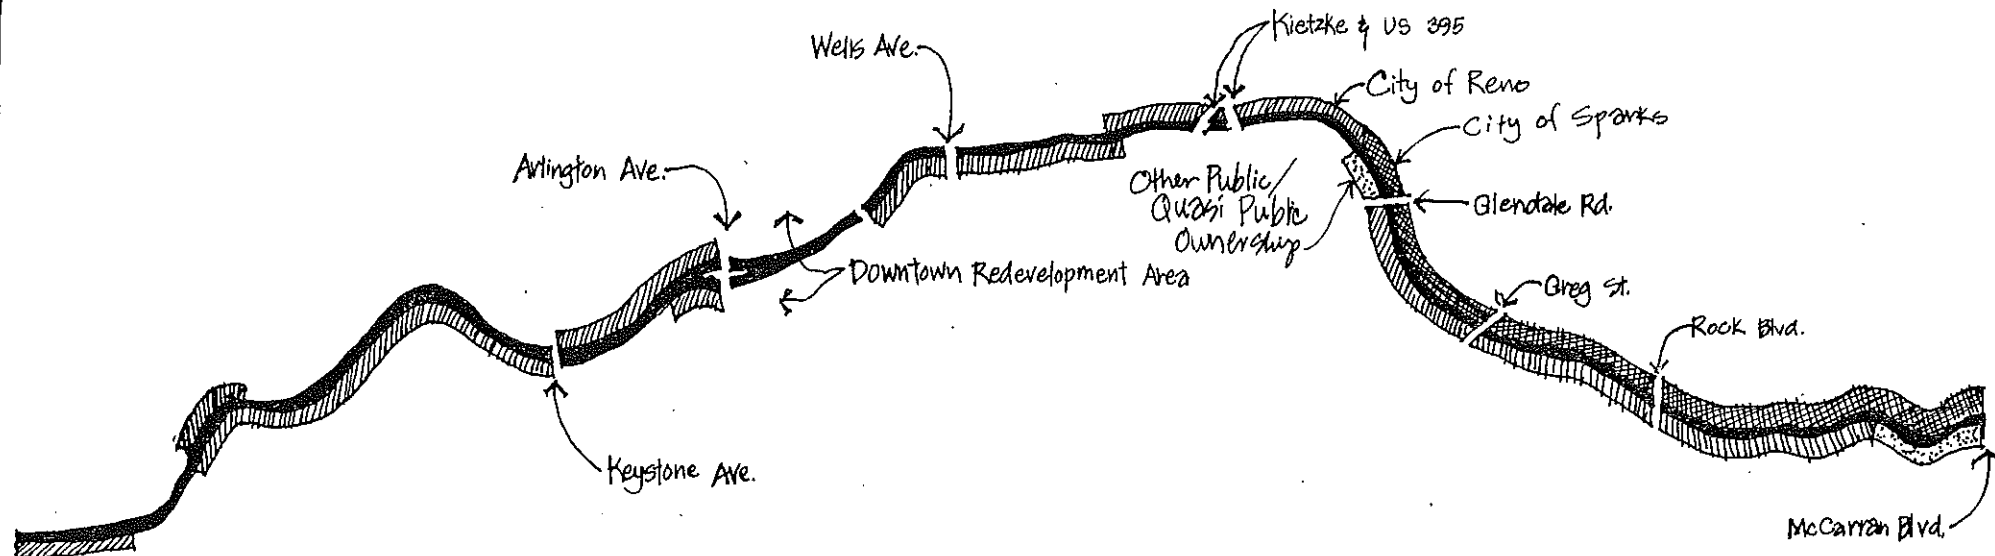 Kietzke & US 395
Wells Ave.
City of Reno
City of Sparks
Arlington Ave.
Other Public/
Quasi Public
Ownership
Glendale Rd.
Downtown Redevelopment Area
Greg St.
Rock Blvd.
Keystone Ave.
McCarran Blvd.